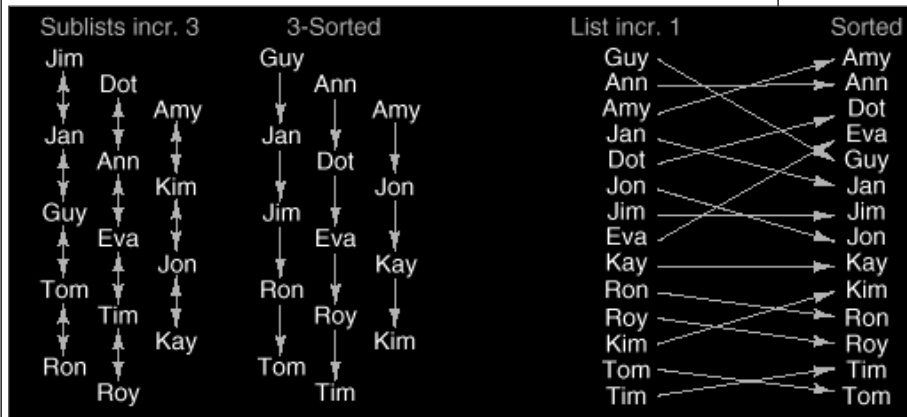 Sublists incr. 3 3-Sorted List incr. 1 Sorted
Jim Guy Guy Amy
Dot Ann Ann Ann
Amy Amy Amy Dot
Jan Jan Jan Eva
Ann Dot Dot Guy
Kim Jon Jon Jan
Guy Jim Jim Jim
Eva Eva Eva Jon
Jon Kay Kay Kay
Tom Ron Ron Kim
Tim Roy Roy Ron
Kay Kim Kim Roy
Ron Tom Tom Tim
Roy Tim Tim Tom